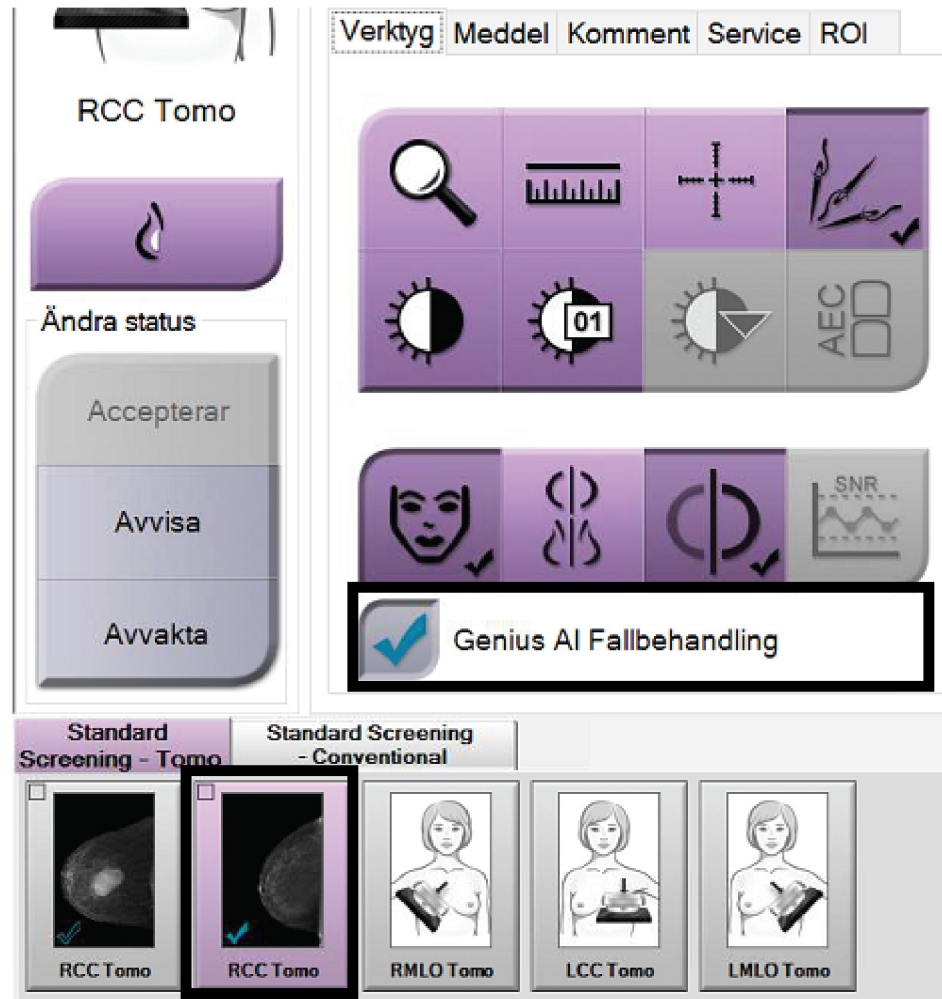 Verktyg Meddel Komment Service ROI
RCC Tomo
01
AEC
Ändra status
Accepterar
Avvisa
Avvakta
SNR
Genius AI Fallbehandling
Standard
Screening - Tomo
Standard Screening
- Conventional
RCC Tomo
RCC Tomo
RMLO Tomo
LCC Tomo
LMLO Tomo